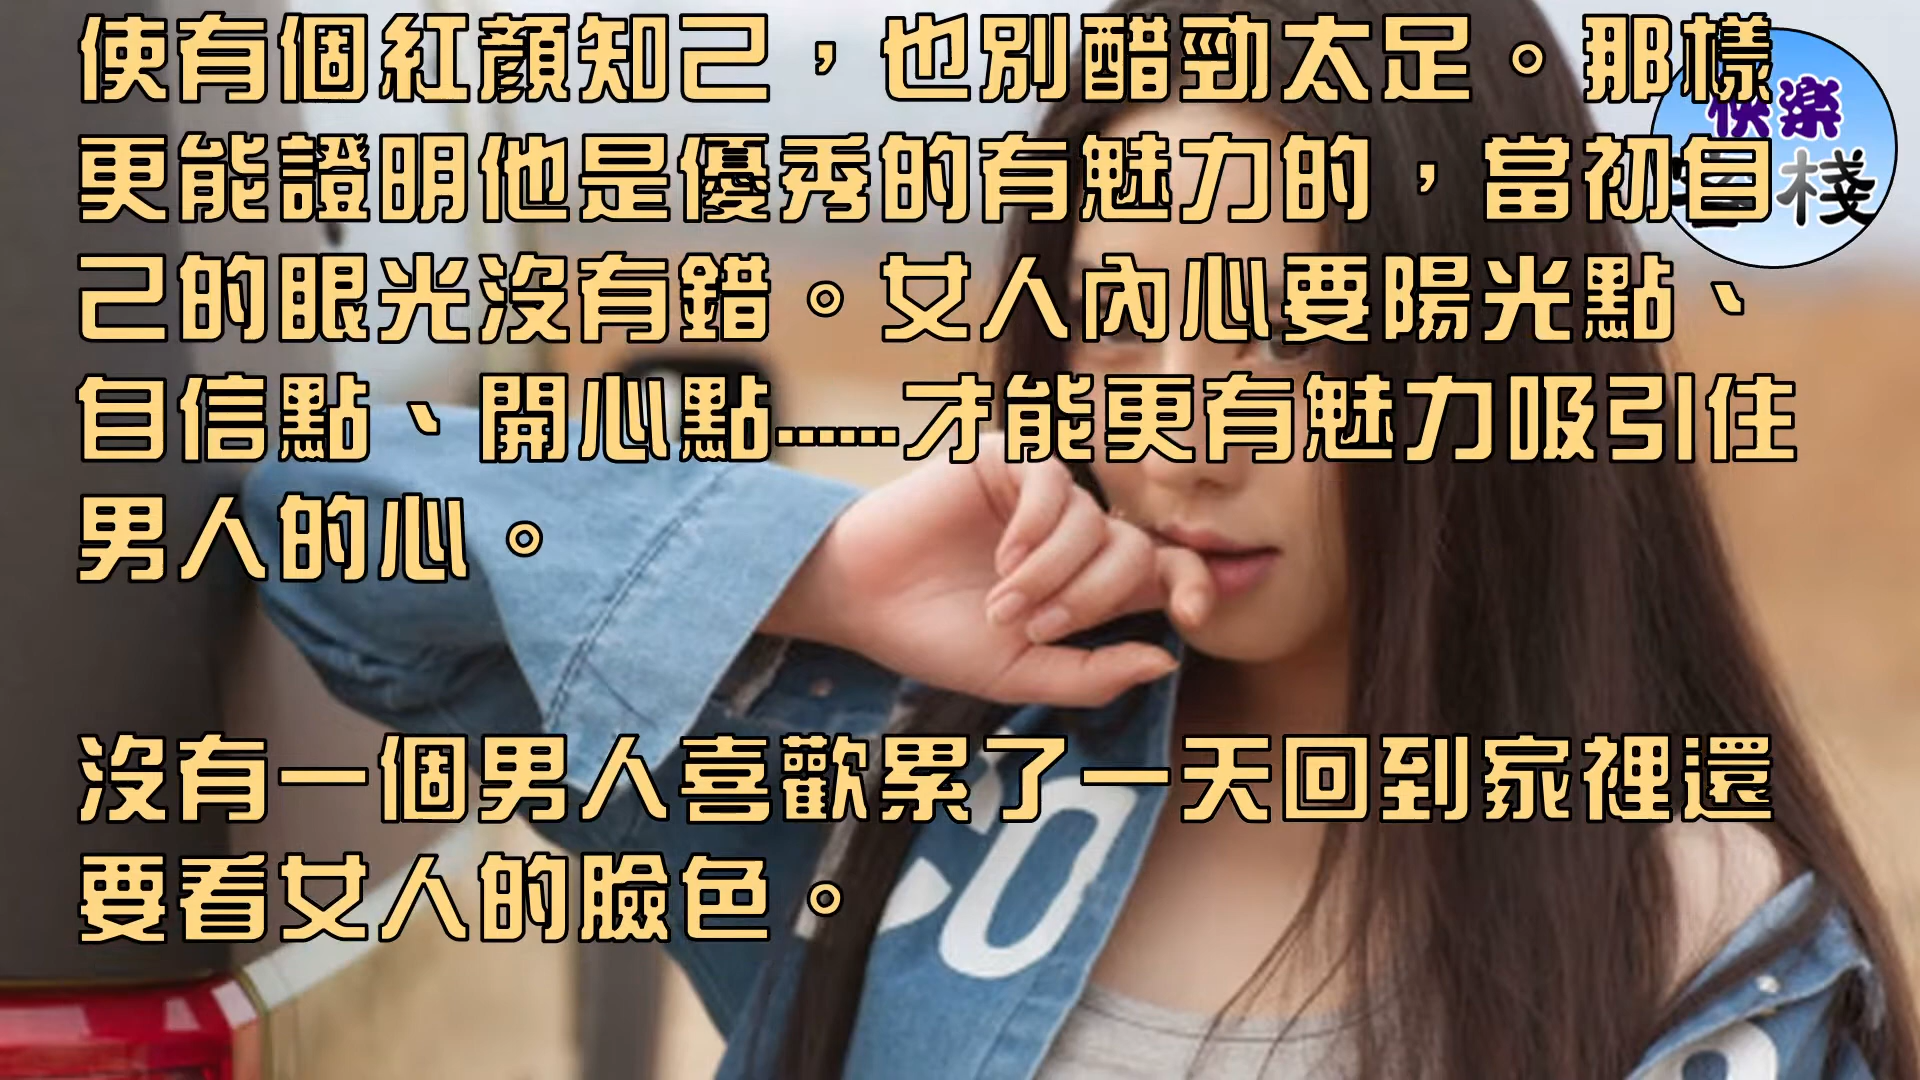 使有個紅顏知己，也別醋勁太足。那樣
更能證明他是優秀的有魅力的，當初自
己的眼光沒有錯。女人內心要陽光點、
自信點、開心點……才能更有魅力吸引住
男人的心。
沒有一個男人喜歡累了一天回到家裡還
要看女人的臉色。
快樂
棧
CO